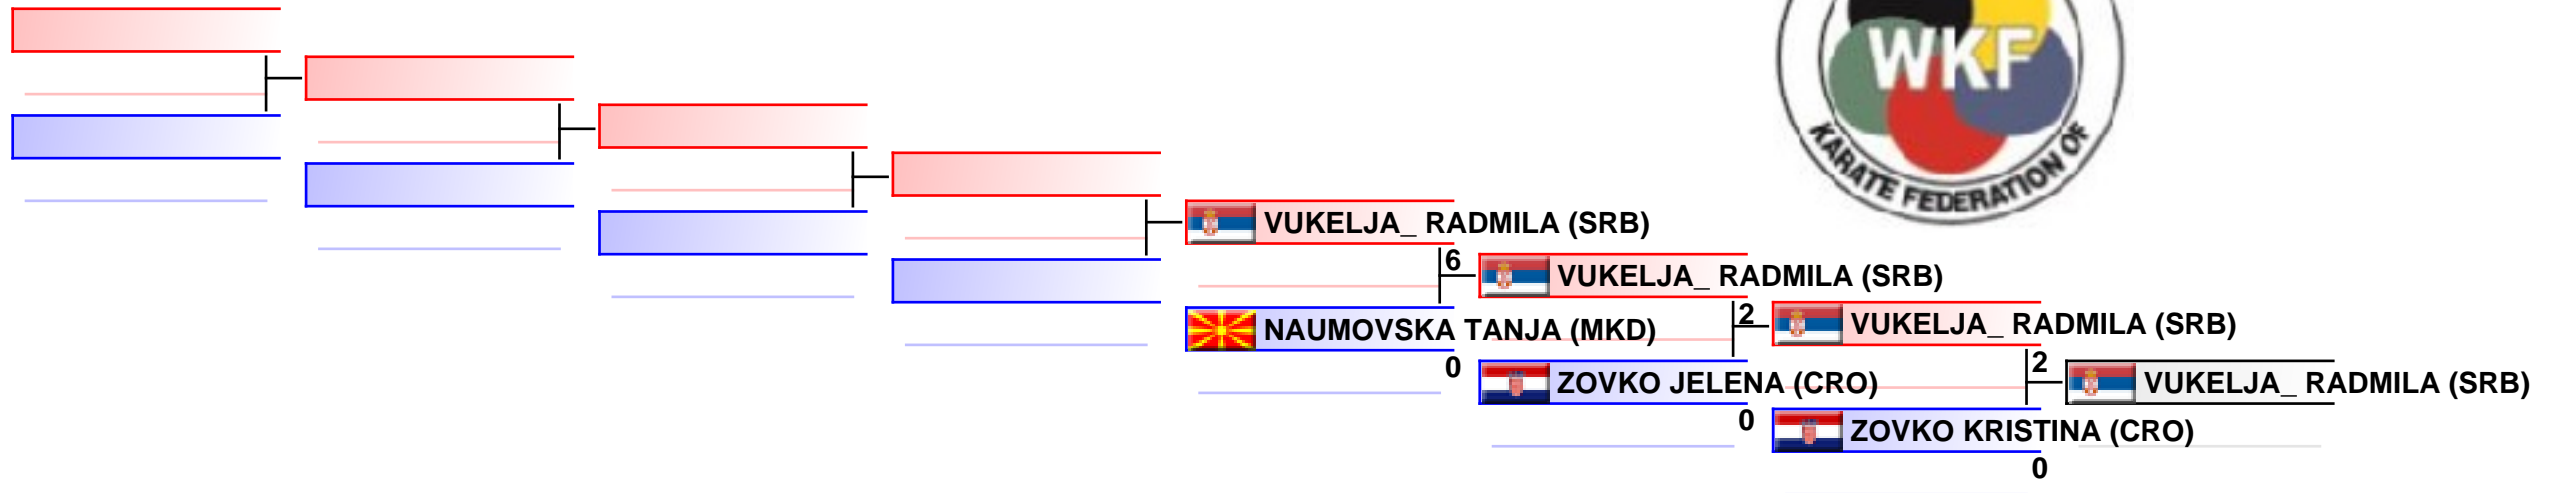 WKF
KARATE FEDERATION OF
VUKELJA_ RADMILA (SRB)
6
VUKELJA_ RADMILA (SRB)
NAUMOVSKA TANJA (MKD)
0
2
VUKELJA_ RADMILA (SRB)
ZOVKO JELENA (CRO)
0
2
VUKELJA_ RADMILA (SRB)
ZOVKO KRISTINA (CRO)
0